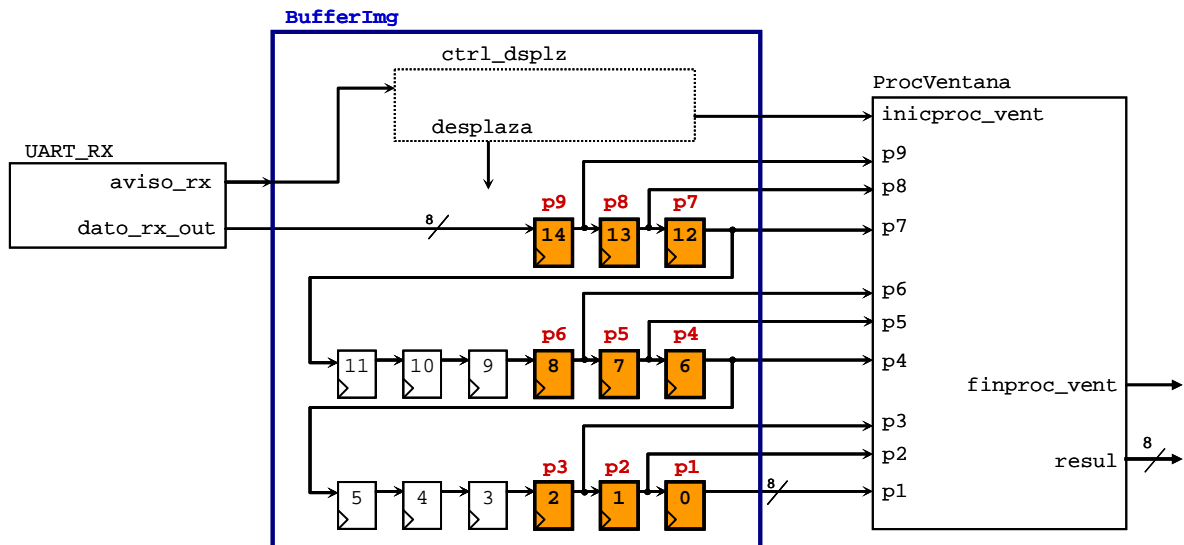 BufferImg
ctrl_dsplz
ProcVentana
inicproc_vent
desplaza
UART_RX
p9
aviso_rx
p8
p9 p8 p7
8
dato_rx_out
14 13 12
p7
p6
p5
p6 p5 p4
11 10 9 8 7 6
p4
finproc_vent
p3
p2
8
resul
p3 p2 p1
8
5 4 3 2 1 0
p1